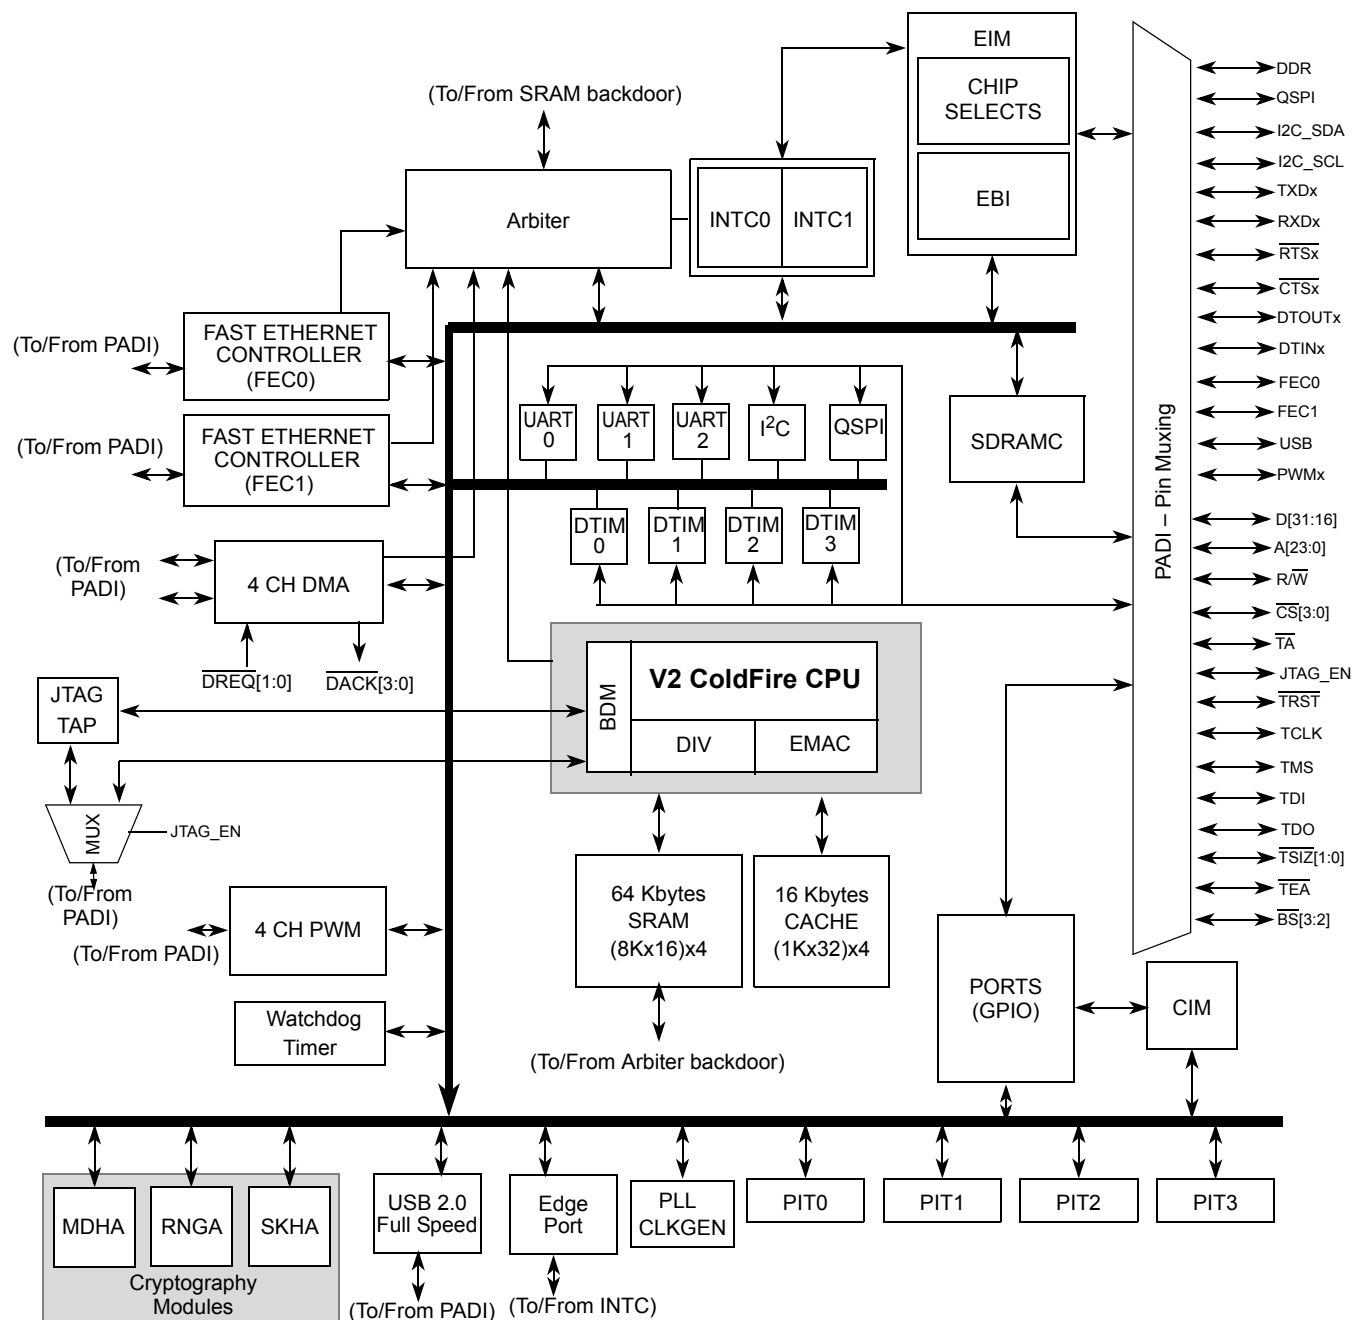 EIM
CHIP
SELECTS
EBI
(To/From SRAM backdoor)
Arbiter
INTC0
INTC1
FAST ETHERNET
CONTROLLER
(FEC0)
(To/From PADI)
FAST ETHERNET
CONTROLLER
(FEC1)
(To/From PADI)
UART
0
UART
1
UART
2
I²C
QSPI
SDRAMC
DTIM
0
DTIM
1
DTIM
2
DTIM
3
(To/From
PADI)
4 CH DMA
DREQ[1:0]
DACK[3:0]
JTAG
TAP
BDM
V2 ColdFire CPU
DIV
EMAC
MUX
JTAG_EN
(To/From
PADI)
4 CH PWM
(To/From PADI)
64 Kbytes
SRAM
(8Kx16)x4
16 Kbytes
CACHE
(1Kx32)x4
(To/From Arbiter backdoor)
Watchdog
Timer
PORTS
(GPIO)
CIM
PADI – Pin Muxing
DDR
QSPI
I2C_SDA
I2C_SCL
TXDx
RXDx
RTSx
CTSx
DTOUTx
DTINx
FEC0
FEC1
USB
PWMx
D[31:16]
A[23:0]
R/W
CS[3:0]
TA
JTAG_EN
TRST
TCLK
TMS
TDI
TDO
TSIZ[1:0]
TEA
BS[3:2]
MDHA
RNGA
SKHA
Cryptography
Modules
USB 2.0
Full Speed
(To/From PADI)
Edge
Port
(To/From INTC)
PLL
CLKGEN
PIT0
PIT1
PIT2
PIT3